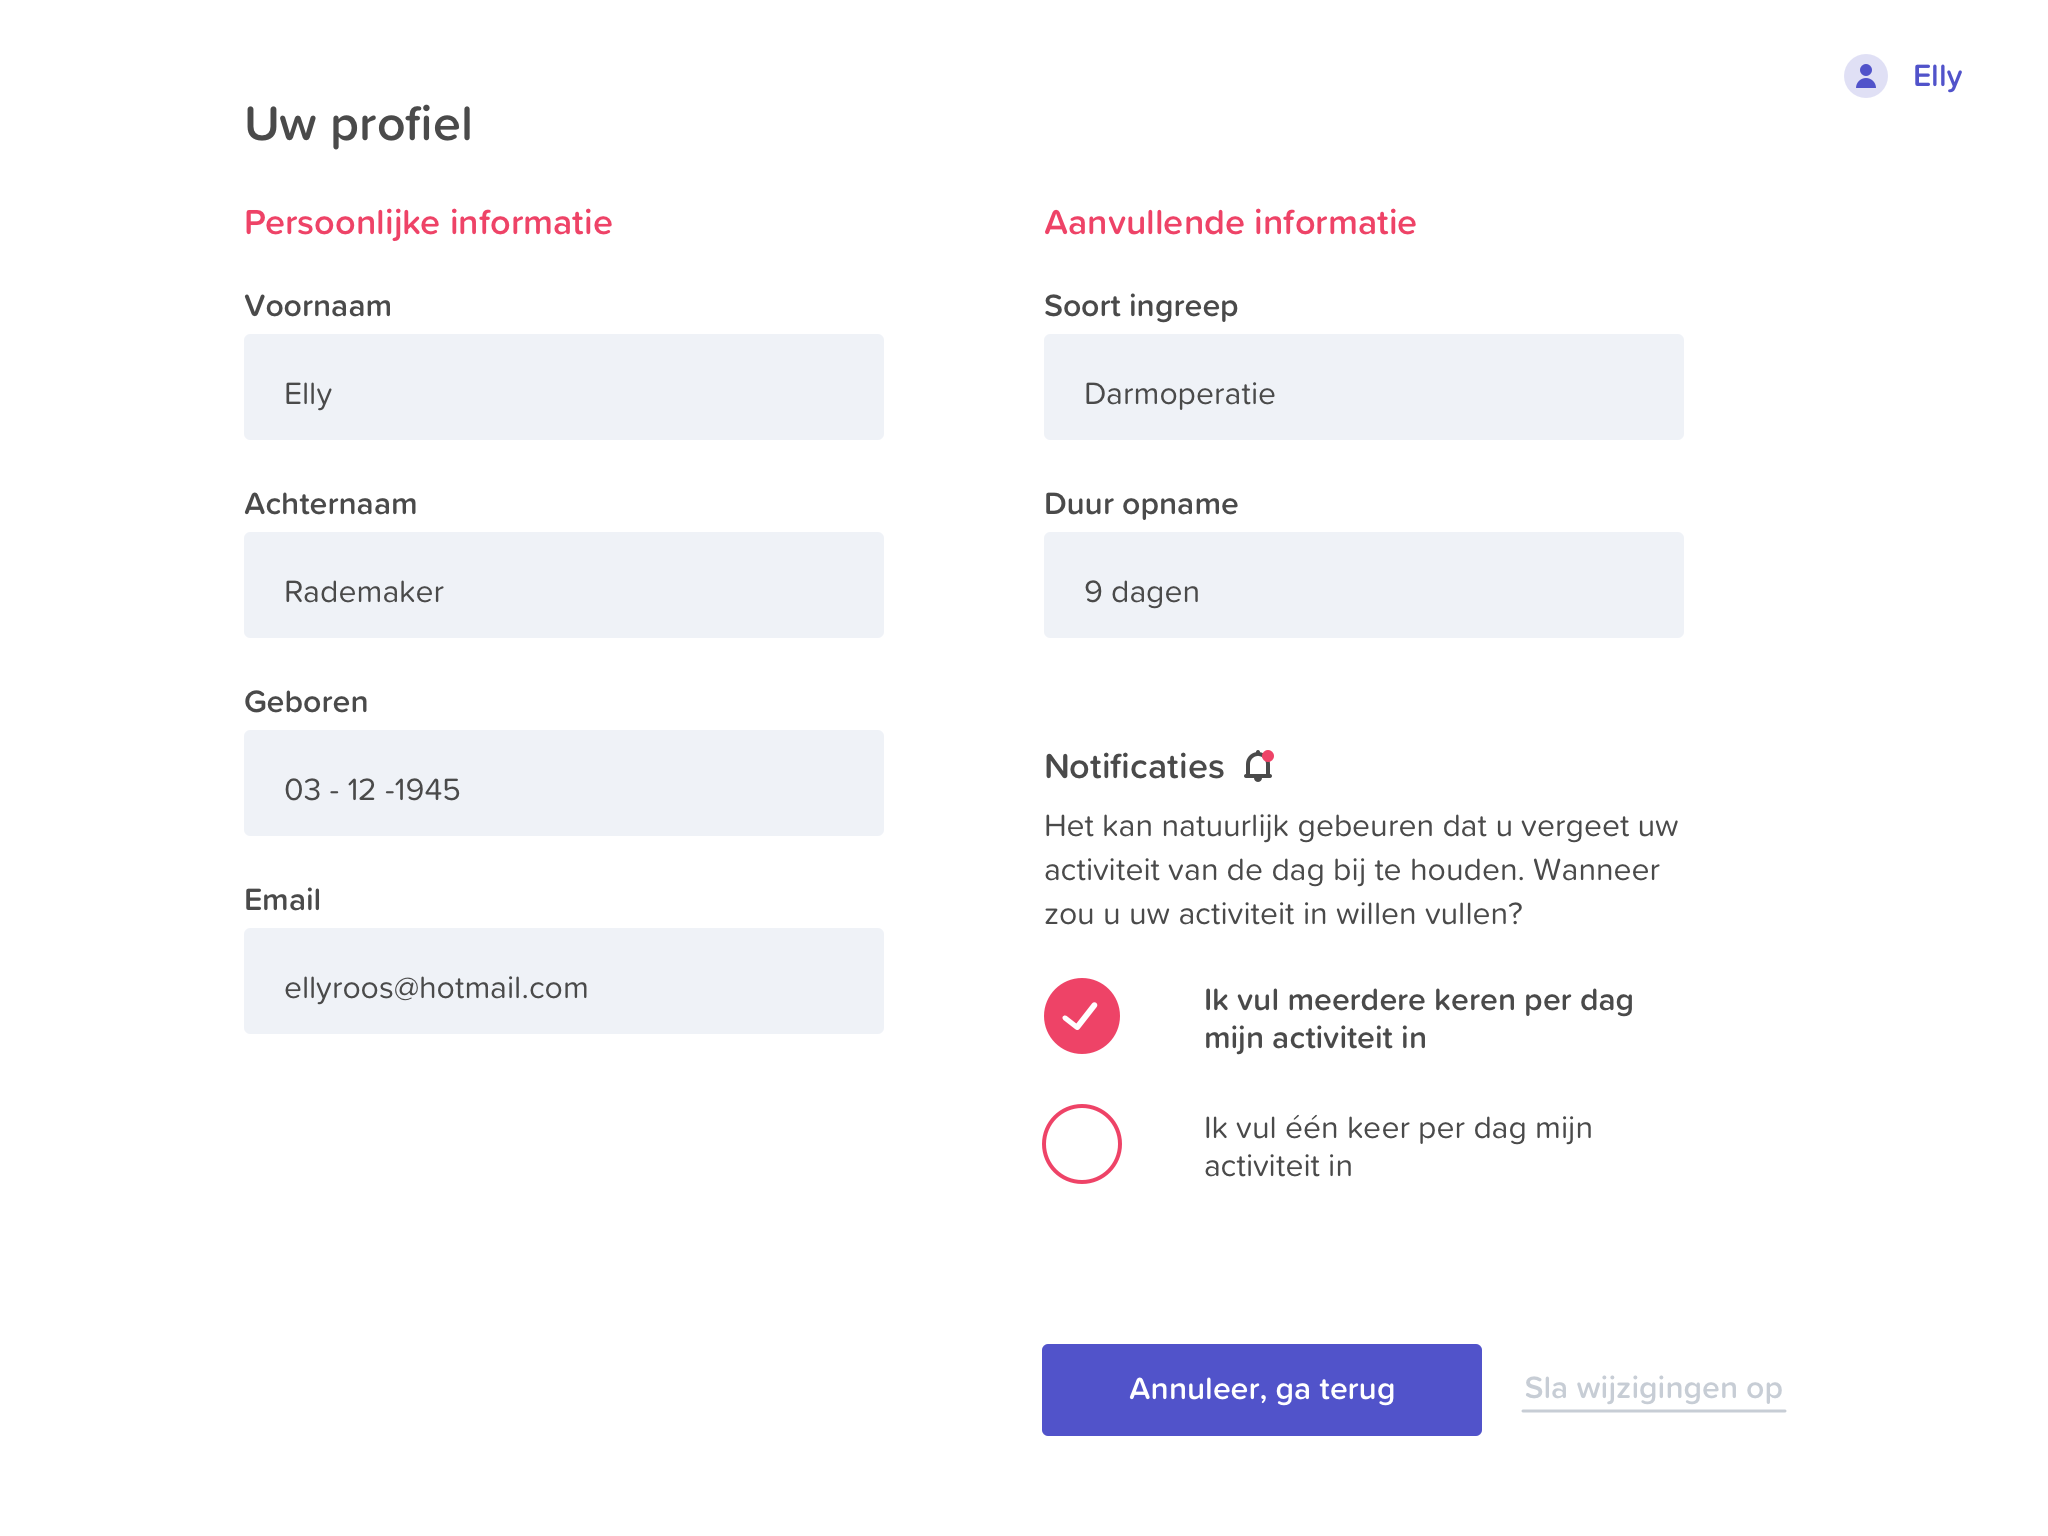 Elly
Uw profiel
Persoonlijke informatie
Voornaam
Elly
Achternaam
Rademaker
Geboren
03 - 12 -1945
Email
ellyroos@hotmail.com
Aanvullende informatie
Soort ingreep
Darmoperatie
Duur opname
9 dagen
Notificaties
Het kan natuurlijk gebeuren dat u vergeet uw
activiteit van de dag bij te houden. Wanneer
zou u uw activiteit in willen vullen?
Ik vul meerdere keren per dag
mijn activiteit in
Ik vul één keer per dag mijn
activiteit in
Annuleer, ga terug
Sla wijzigingen op